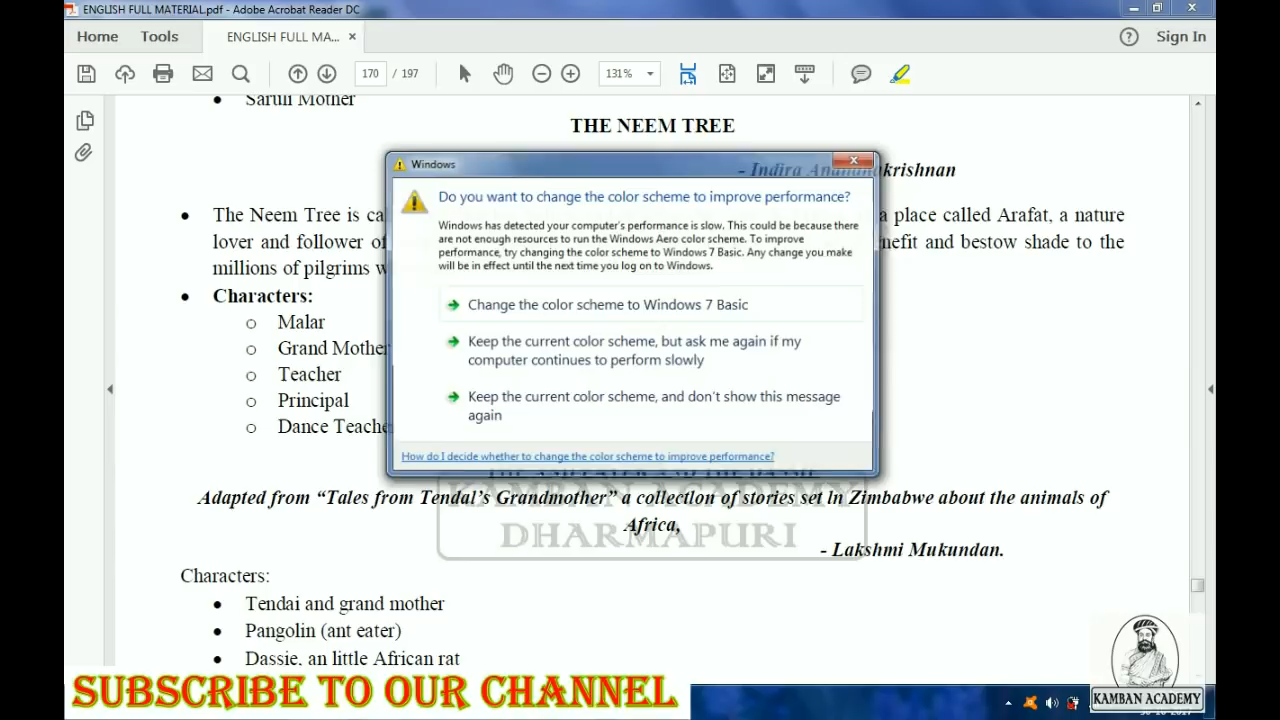 ENGLISH FULL MATERIAL.pdf - Adobe Acrobat Reader DC
Home Tools ENGLISH FULL MA... × Sign In
170 / 197 131%
Saruli Mother
THE NEEM TREE
- Indira krishnan
The Neem Tree is a place called Arafat, a nature
lover and follower of and bestow shade to the
millions of pilgrims
Characters:
Malar
Grand Mother
Teacher
Principal
Dance
Windows
Do you want to change the color scheme to improve performance?
Windows has detected your computer's performance is slow. This could be because there
are not enough resources to run the Windows Aero color scheme. To improve
performance, try changing the color scheme to Windows 7 Basic. Any change you make
will be in effect until the next time you log on to Windows.
Change the color scheme to Windows 7 Basic
Keep the current color scheme, but ask me again if my
computer continues to perform slowly
Keep the current color scheme, and don't show this message
again
How do I decide whether to change the color scheme to improve performance?
Adapted from “Tales from Tendal’s Grandmother” a collection of stories set In Zimbabwe about the animals of
Africa,
- Lakshmi Mukundan.
KAMBAN ACADEMY
DHARMAPURI
Characters:
Tendai and grand mother
Pangolin (ant eater)
Dassie, an little African rat
SUBSCRIBE TO OUR CHANNEL
KAMBAN ACADEMY